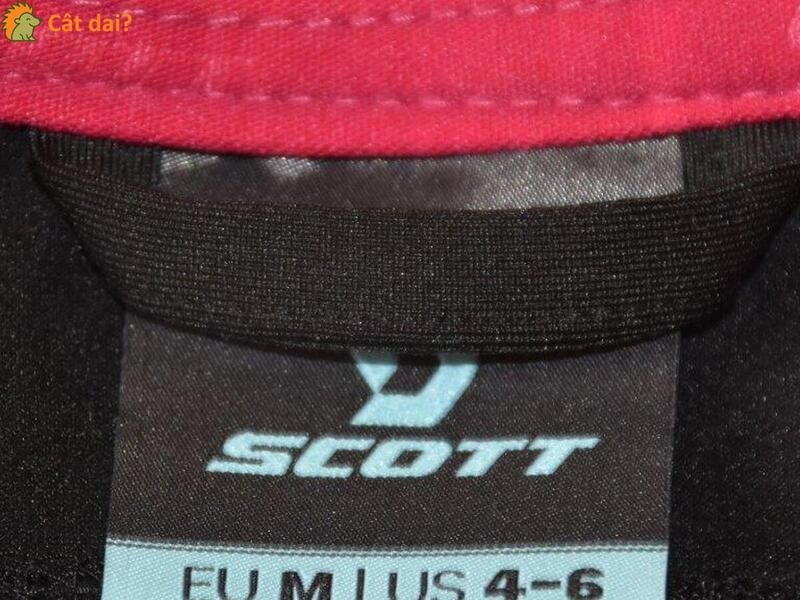 Cât dai?
SCOTT
EU M | US 4-6